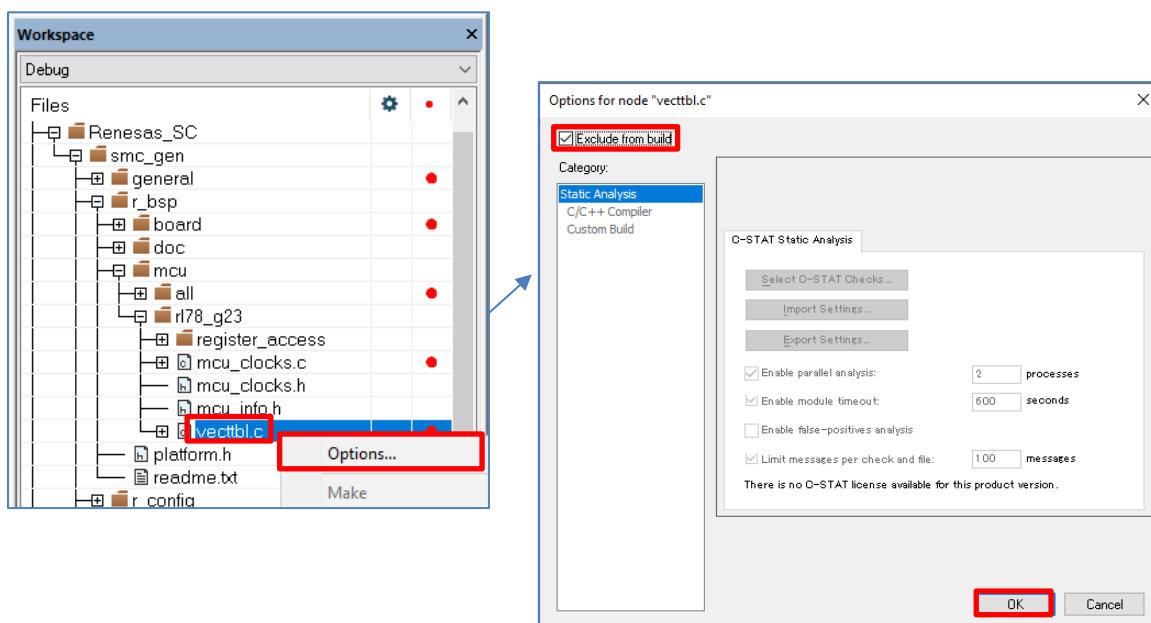 Workspace
Debug
Files
Renesas_SC
smc_gen
general
r_bsp
board
doc
mcu
all
rl78_g23
register_access
mcu_clocks.c
mcu_clocks.h
mcu_info.h
vecttbl.c
platform.h
readme.txt
r_config
Options...
Make
Options for node "vecttbl.c"
Exclude from build
Category:
Static Analysis
C/C++ Compiler
Custom Build
C-STAT Static Analysis
Select C-STAT Checks...
Import Settings...
Export Settings...
Enable parallel analysis: 2 processes
Enable module timeout: 600 seconds
Enable false-positives analysis
Limit messages per check and file: 100 messages
There is no C-STAT license available for this product version.
OK Cancel